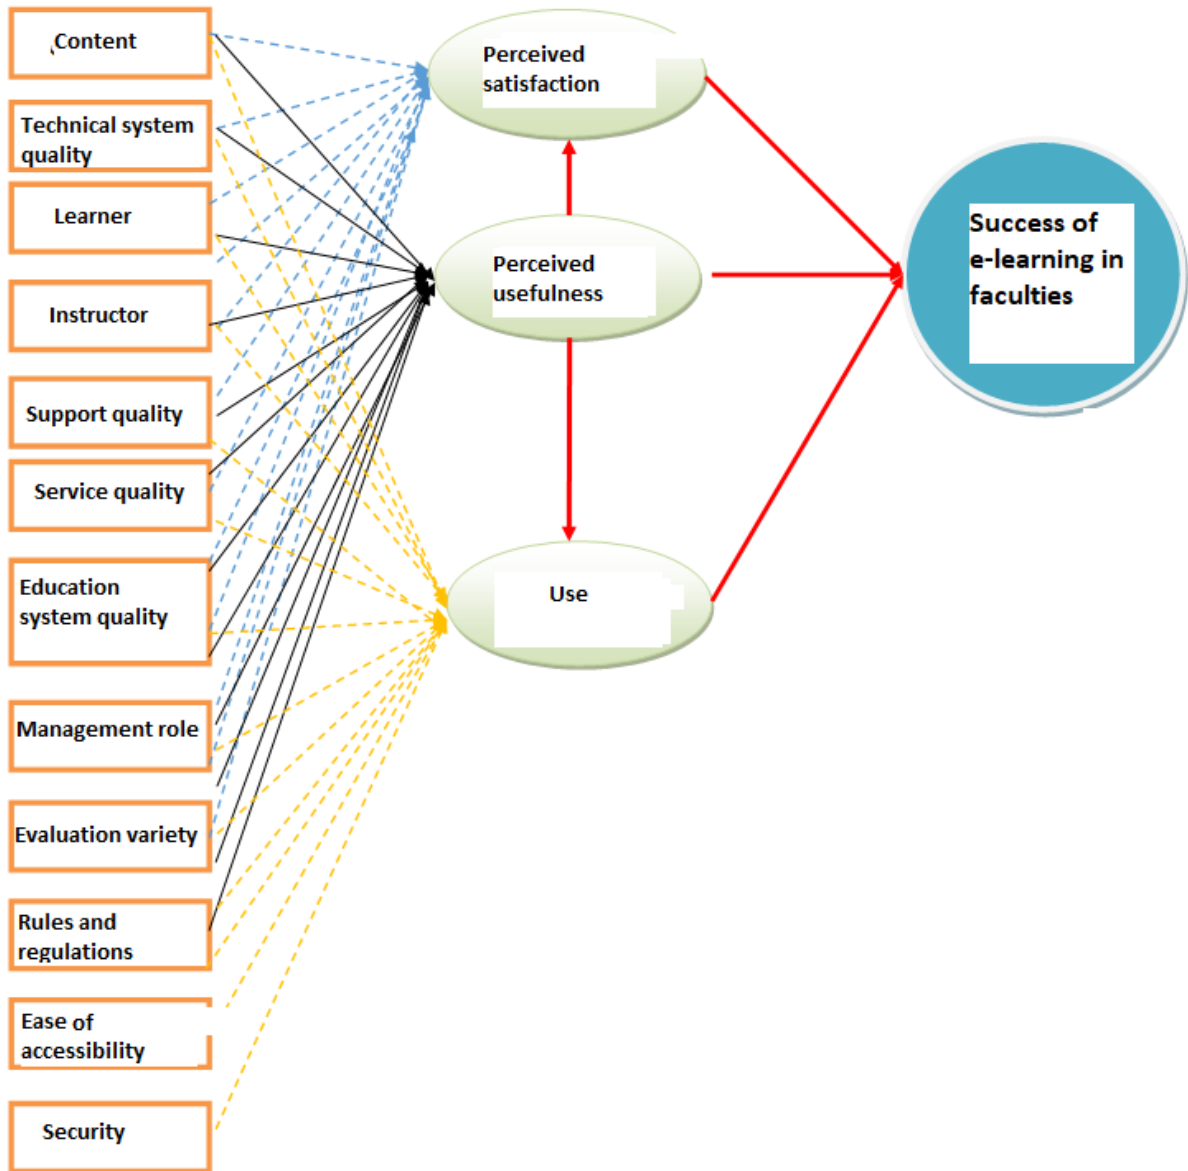 Content
Technical system
quality
Learner
Instructor
Support quality
Service quality
Education
system quality
Management role
Evaluation variety
Rules and
regulations
Ease of
accessibility
Security
Perceived
satisfaction
Perceived
usefulness
Use
Success of
e-learning in
faculties